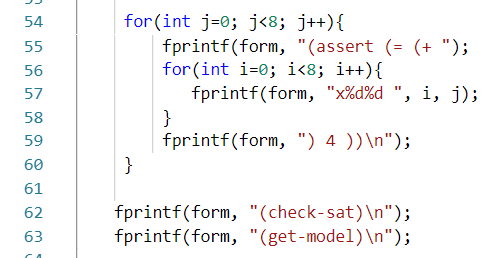 54 for(int j=0; j<8; j++){
55 fprintf(form, "(assert (= (+ ");
56 for(int i=0; i<8; i++){
57 fprintf(form, "x%d%d ", i, j);
58 }
59 fprintf(form, ") 4 ))\n");
60 }
61
62 fprintf(form, "(check-sat)\n");
63 fprintf(form, "(get-model)\n");